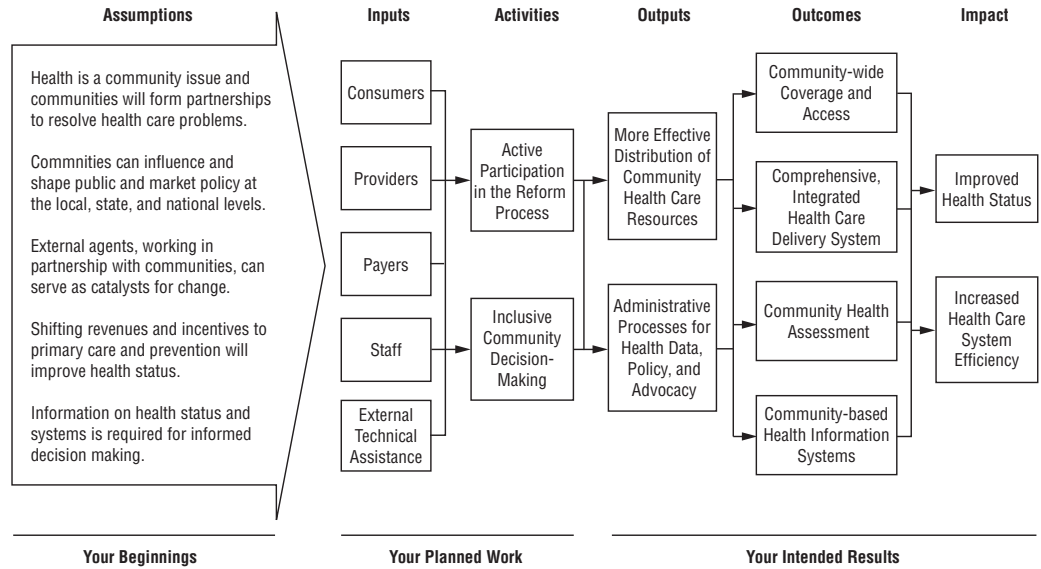 Assumptions
Inputs
Activities
Outputs
Outcomes
Impact
Health is a community issue and
communities will form partnerships
to resolve health care problems.
Commnities can influence and
shape public and market policy at
the local, state, and national levels.
External agents, working in
partnership with communities, can
serve as catalysts for change.
Shifting revenues and incentives to
primary care and prevention will
improve health status.
Information on health status and
systems is required for informed
decision making.
Consumers
Providers
Payers
Staff
External
Technical
Assistance
Active
Participation
in the Reform
Process
Inclusive
Community
Decision-
Making
More Effective
Distribution of
Community
Health Care
Resources
Administrative
Processes for
Health Data,
Policy, and
Advocacy
Community-wide
Coverage and
Access
Comprehensive,
Integrated
Health Care
Delivery System
Community Health
Assessment
Community-based
Health Information
Systems
Improved
Health Status
Increased
Health Care
System
Efficiency
Your Beginnings
Your Planned Work
Your Intended Results